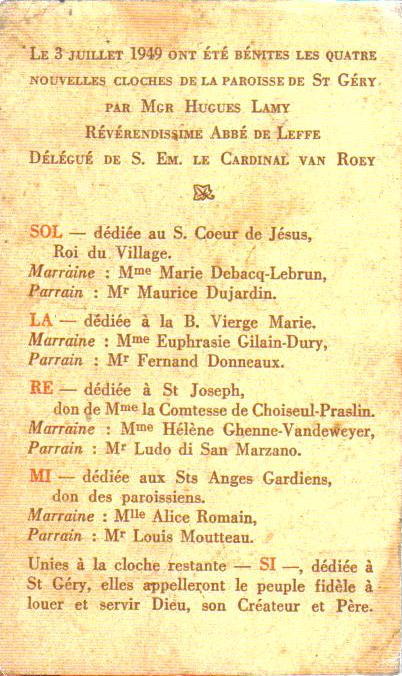 Le 3 juillet 1949 ont été bénites les quatre
nouvelles cloches de la paroisse de St Géry
par Mgr Hugues Lamy
Révérendissime Abbé de Leffe
Délégué de S. Em. le Cardinal van Roey
SOL — dédiée au S. Coeur de Jésus,
Roi du Village.
Marraine : Mme Marie Debacq-Lebrun,
Parrain : Mr Maurice Dujardin.
LA — dédiée à la B. Vierge Marie.
Marraine : Mme Euphrasie Gilain-Dury,
Parrain : Mr Fernand Donneaux.
RE — dédiée à St Joseph,
don de Mme la Comtesse de Choiseul-Praslin.
Marraine : Mme Hélène Ghenne-Vandeweyer,
Parrain : Mr Ludo di San Marzano.
MI — dédiée aux Sts Anges Gardiens,
don des paroissiens.
Marraine : Mlle Alice Romain,
Parrain : Mr Louis Moutteau.
Unies à la cloche restante — SI —, dédiée à
St Géry, elles appelleront le peuple fidèle à
louer et servir Dieu, son Créateur et Père.